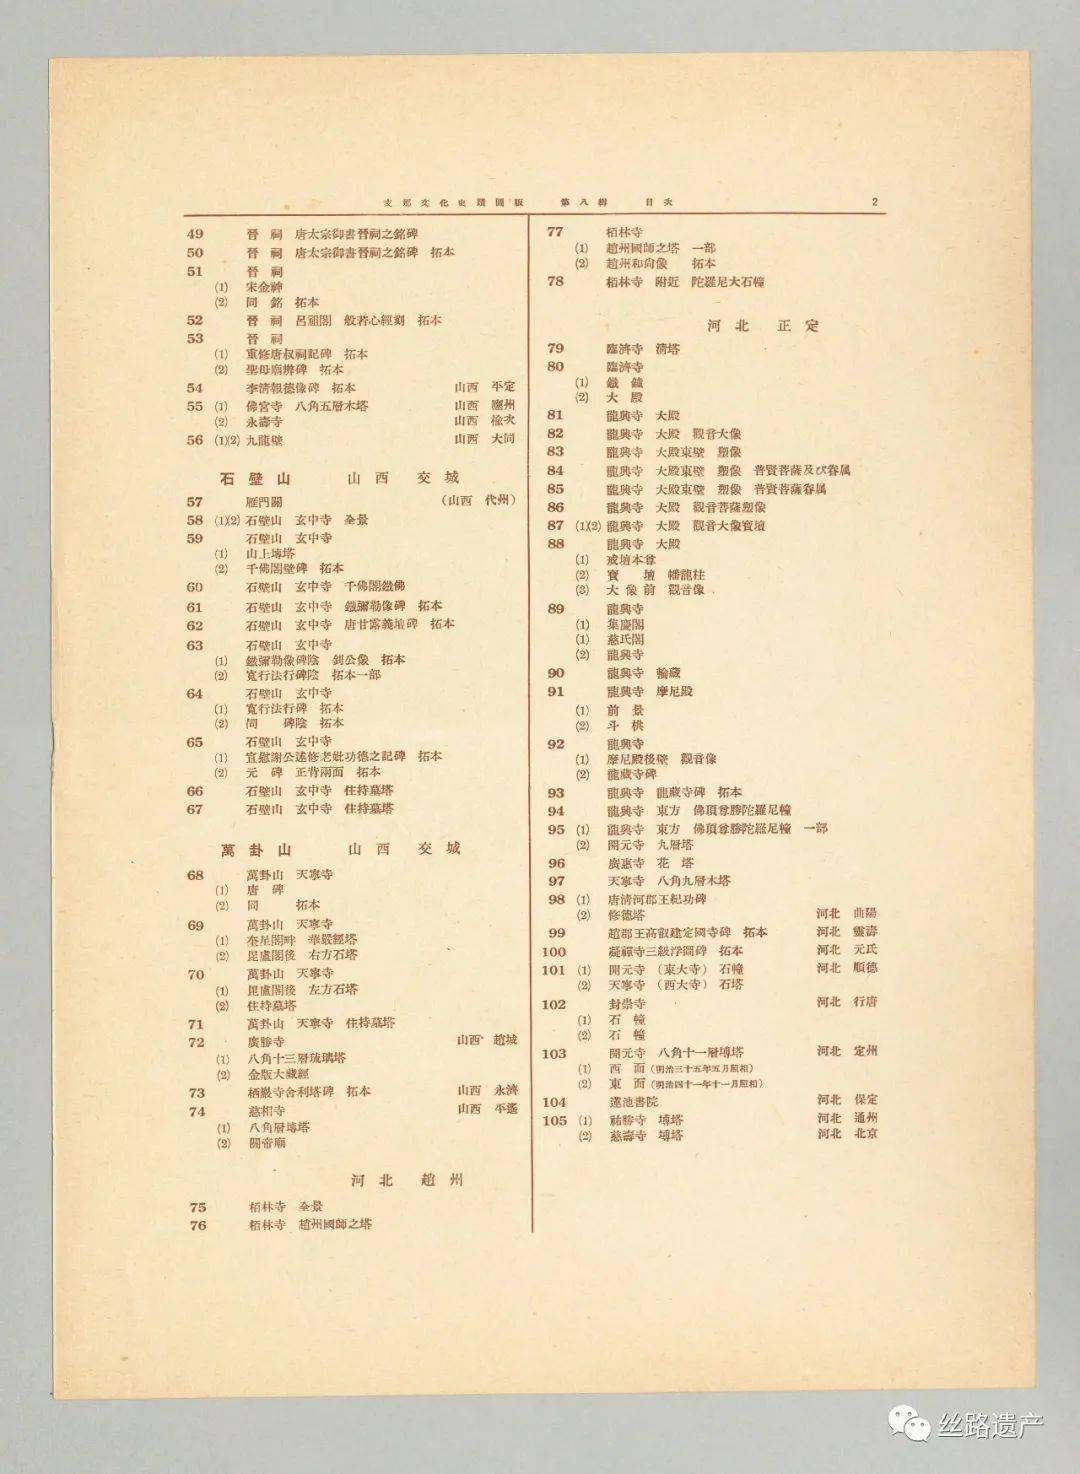 支那文化史蹟圖版 第八輯 目次 2
49 晉祠 唐太宗御書晉祠之銘碑
50 晉祠 唐太宗御書晉祠之銘碑 拓本
51 晉祠
(1) 宋金神
(2) 同銘 拓本
52 晉祠 呂祖閣 般若心經刻 拓本
53 晉祠
(1) 重修唐叔祠記碑 拓本
(2) 聖母廟牌碑 拓本
54 李淸報德像碑 拓本 山西 平定
55 (1) 佛宮寺 八角五層木塔 山西 應州
(2) 永壽寺 山西 楡次
56 (1)(2) 九龍壁 山西 大同
石壁山 山西 交城
57 雁門關 (山西 代州)
58 (1)(2) 石壁山 玄中寺 全景
59 石壁山 玄中寺
(1) 山上塼塔
(2) 千佛閣壁碑 拓本
60 石壁山 玄中寺 千佛閣鐵佛
61 石壁山 玄中寺 鐵彌勒像碑 拓本
62 石壁山 玄中寺 唐甘露義壇碑 拓本
63 石壁山 玄中寺
(1) 鐵彌勒像碑陰 釗公像 拓本
(2) 寬行法行碑陰 拓本一部
64 石壁山 玄中寺
(1) 寬行法行碑 拓本
(2) 同 碑陰 拓本
65 石壁山 玄中寺
(1) 宣慰謝公述修老妣功德之記碑 拓本
(2) 元碑 正背兩面 拓本
66 石壁山 玄中寺 住持墓塔
67 石壁山 玄中寺 住持墓塔
萬卦山 山西 交城
68 萬卦山 天寧寺
(1) 唐碑
(2) 同 拓本
69 萬卦山 天寧寺
(1) 奎星閣畔 華嚴經塔
(2) 毘盧閣後 右方石塔
70 萬卦山 天寧寺
(1) 毘盧閣後 左方石塔
(2) 住持墓塔
71 萬卦山 天寧寺 住持墓塔
72 廣勝寺 山西 趙城
(1) 八角十三層琉璃塔
(2) 金版大藏經
73 栖巖寺舍利塔碑 拓本 山西 永濟
74 慈相寺 山西 平遙
(1) 八角層塼塔
(2) 關帝廟
河北 趙州
75 栢林寺 全景
76 栢林寺 趙州國師之塔
77 栢林寺
(1) 趙州國師之塔 一部
(2) 趙州和尙像 拓本
78 栢林寺 附近 陀羅尼大石幢
河北 正定
79 臨濟寺 淸塔
80 臨濟寺
(1) 鐵鐘
(2) 大殿
81 龍興寺 大殿
82 龍興寺 大殿 觀音大像
83 龍興寺 大殿東壁 塑像
84 龍興寺 大殿東壁 塑像 普賢菩薩及び眷属
85 龍興寺 大殿東壁 塑像 普賢菩薩眷属
86 龍興寺 大殿 觀音菩薩塑像
87 (1)(2) 龍興寺 大殿 觀音大像寶壇
88 龍興寺 大殿
(1) 戒壇本尊
(2) 寶壇 幡龍柱
(3) 大像前 觀音像
89 龍興寺
(1) 集慶閣
(1) 慈氏閣
(2) 龍興寺
90 龍興寺 輪藏
91 龍興寺 摩尼殿
(1) 前景
(2) 斗栱
92 龍興寺
(1) 摩尼殿後壁 觀音像
(2) 龍藏寺碑
93 龍興寺 龍藏寺碑 拓本
94 龍興寺 東方 佛頂尊勝陀羅尼幢
95 (1) 龍興寺 東方 佛頂尊勝陀羅尼幢 一部
(2) 開元寺 九層塔
96 廣惠寺 花塔
97 天寧寺 八角九層木塔
98 (1) 唐淸河郡王紀功碑
(2) 修德塔 河北 曲陽
99 趙郡王高叡建定國寺碑 拓本 河北 靈壽
100 凝禪寺三級浮圖碑 拓本 河北 元氏
101 (1) 開元寺(東大寺)石幢 河北 順德
(2) 天寧寺(西大寺)石塔
102 封崇寺 河北 行唐
(1) 石幢
(2) 石幢
103 開元寺 八角十一層塼塔 河北 定州
(1) 西面(明治三十五年五月照相)
(2) 東面(明治四十一年十一月照相)
104 蓮池書院 河北 保定
105 (1) 祐勝寺 塼塔 河北 通州
(2) 慈壽寺 塼塔 河北 北京
丝路遗产